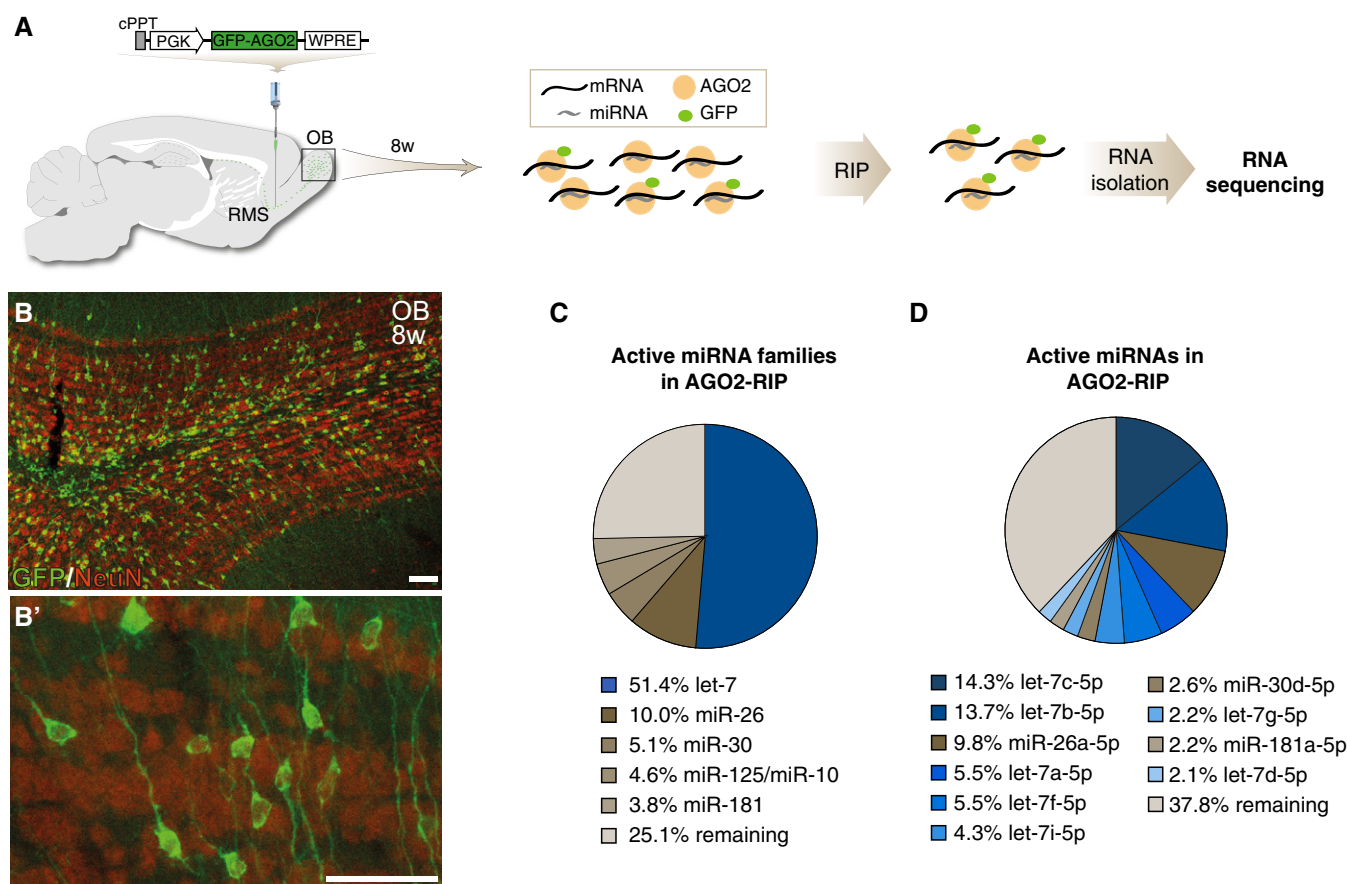 A
cPPT
PGK
GFP-AGO2
WPRE
OB
RMS
8w
mRNA
AGO2
miRNA
GFP
RIP
RNA
isolation
RNA
sequencing
B
OB
8w
GFP/NeuN
B’
C
Active miRNA families
in AGO2-RIP
51.4% let-7
10.0% miR-26
5.1% miR-30
4.6% miR-125/miR-10
3.8% miR-181
25.1% remaining
D
Active miRNAs in
AGO2-RIP
14.3% let-7c-5p
13.7% let-7b-5p
9.8% miR-26a-5p
5.5% let-7a-5p
5.5% let-7f-5p
4.3% let-7i-5p
2.6% miR-30d-5p
2.2% let-7g-5p
2.2% miR-181a-5p
2.1% let-7d-5p
37.8% remaining